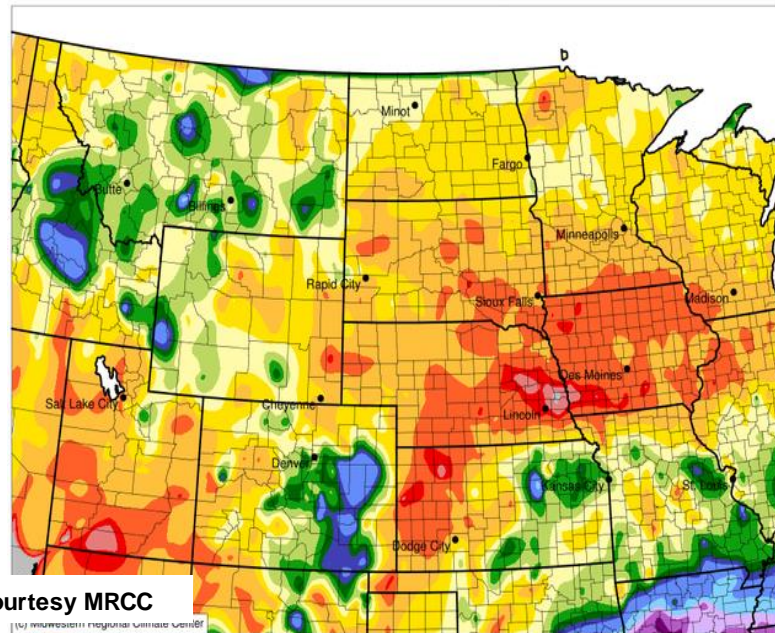 Minot
Fargo
Butte
Billings
Minneapolis
Rapid City
Sioux Falls
Madison
Des Moines
Salt Lake City
Cheyenne
Lincoln
Denver
Kansas City
St. Louis
Dodge City
ourtesy MRCC
(c) Midwestern Regional Climate Center